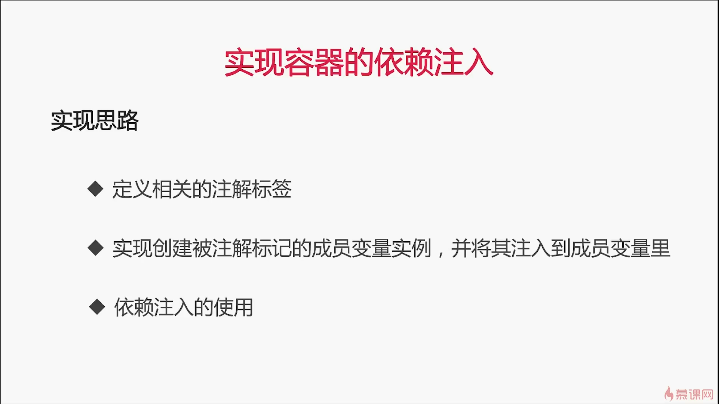 实现容器的依赖注入
实现思路
◆ 定义相关的注解标签
◆ 实现创建被注解标记的成员变量实例，并将其注入到成员变量里
◆ 依赖注入的使用
慕课网